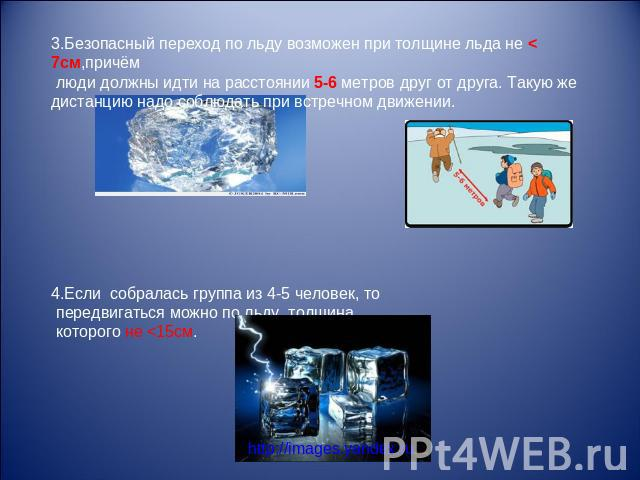 3.Безопасный переход по льду возможен при толщине льда не <
7см,причём
люди должны идти на расстоянии 5-6 метров друг от друга. Такую же
дистанцию надо соблюдать при встречном движении.
5-6 метров
4.Если собралась группа из 4-5 человек, то
передвигаться можно по льду, толщина
которого не <15см.
http://images.yandex.ru
PPt4WEB.ru